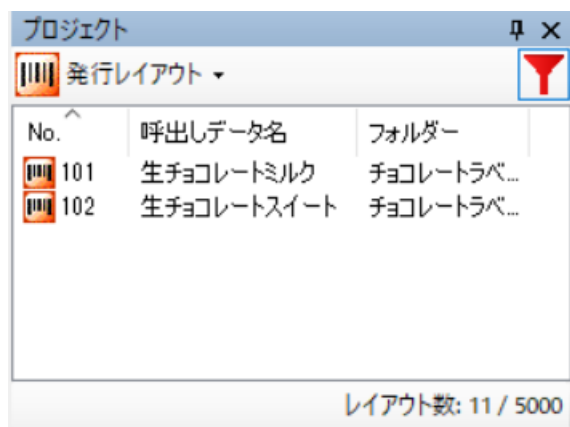 プロジェクト
発行レイアウト
No. 呼出しデータ名 フォルダー
101 生チョコレートミルク チョコレートラベ...
102 生チョコレートスイート チョコレートラベ...
レイアウト数: 11 / 5000